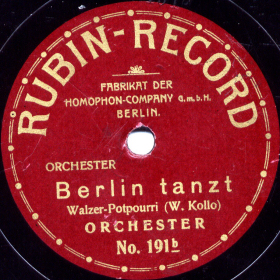 RUBIN-RECORD
FABRIKAT DER
HOMOPHON-COMPANY G.m.b.H.
BERLIN.
ORCHESTER
Berlin tanzt
Walzer-Potpourri (W. Kollo)
ORCHESTER
No. 191b